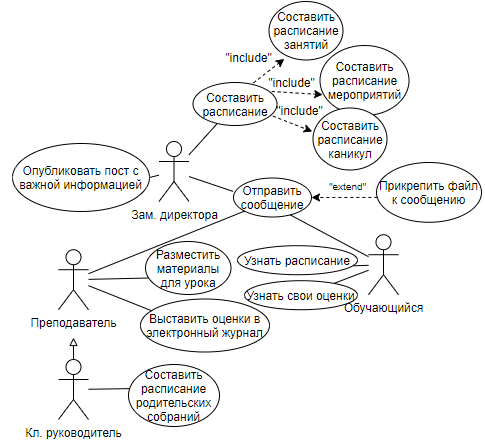 Составить
расписание
занятий
"include"
Составить
расписание
мероприятий
"include"
Составить
расписание
"include"
Составить
расписание
каникул
Опубликовать пост с
важной информацией
Зам. директора
Отправить
сообщение
"extend"
Прикрепить файл
к сообщению
Разместить
материалы
для урока
Узнать расписание
Узнать свои оценки
Обучающийся
Преподаватель
Выставить оценки в
электронный журнал
Составить
расписание
родительских
собраний
Кл. руководитель